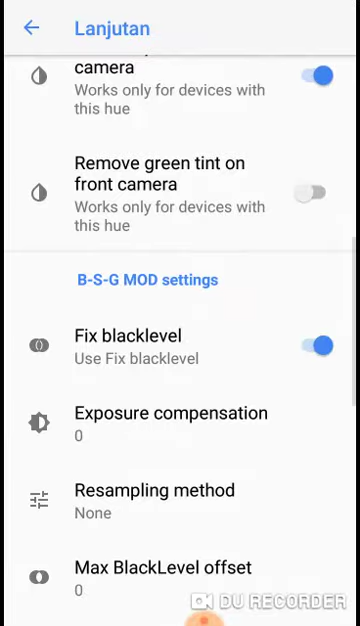 Lanjutan
camera
Works only for devices with
this hue
Remove green tint on
front camera
Works only for devices with
this hue
B-S-G MOD settings
Fix blacklevel
Use Fix blacklevel
Exposure compensation
0
Resampling method
None
Max BlackLevel offset
0
DU RECORDER